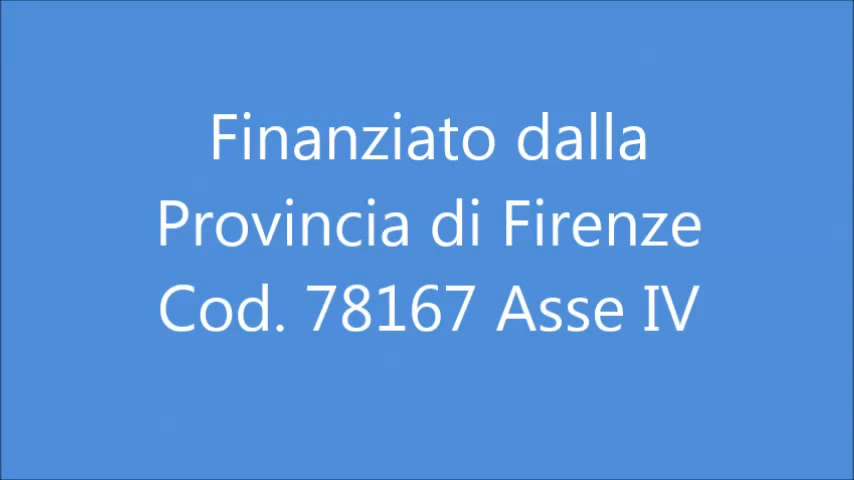 Finanziato dalla
Provincia di Firenze
Cod. 78167 Asse IV